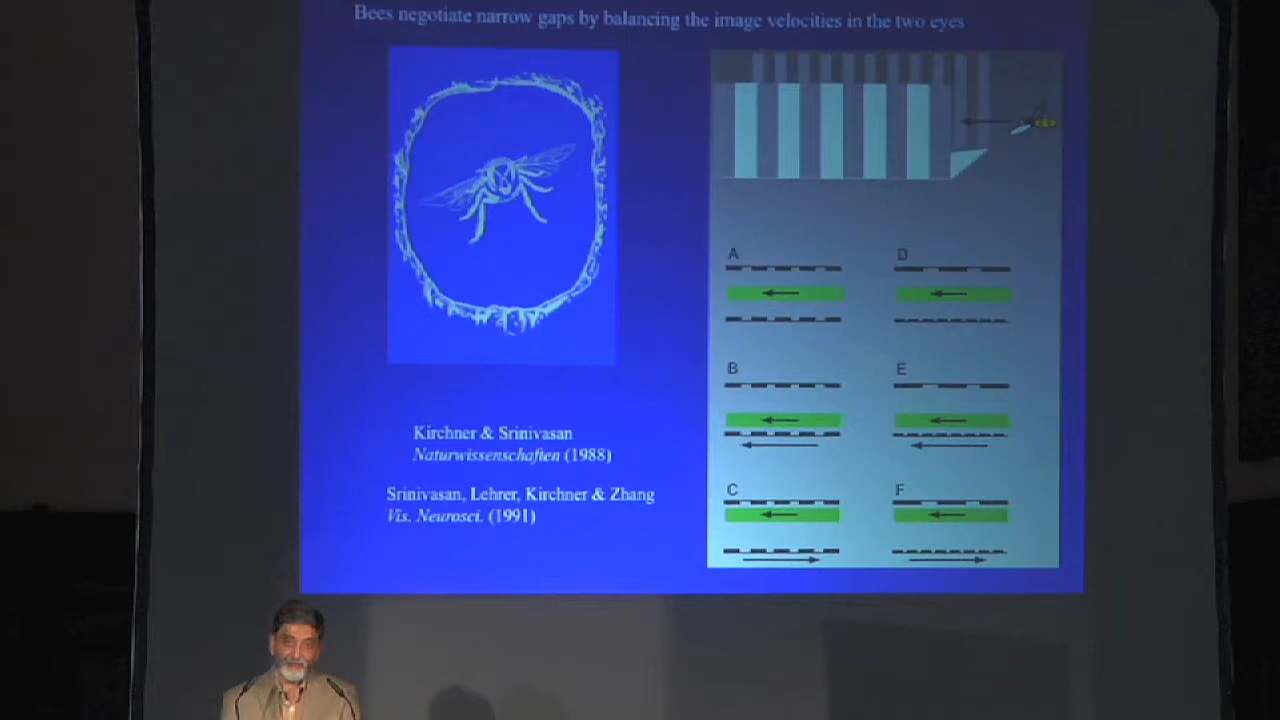 Bees negotiate narrow gaps by balancing the image velocities in the two eyes
Kirchner & Srinivasan
Naturwissenschaften (1988)
Srinivasan, Lehrer, Kirchner & Zhang
Vis. Neurosci. (1991)
A
D
B
E
C
F